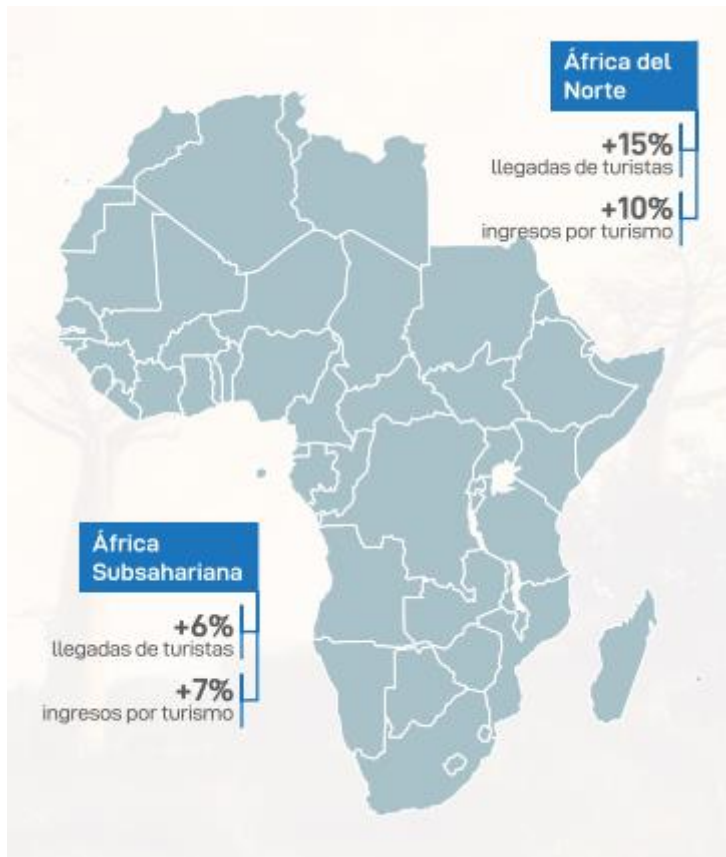 África del
Norte
+15%
llegadas de turistas
+10%
ingresos por turismo
África
Subsahariana
+6%
llegadas de turistas
+7%
ingresos por turismo